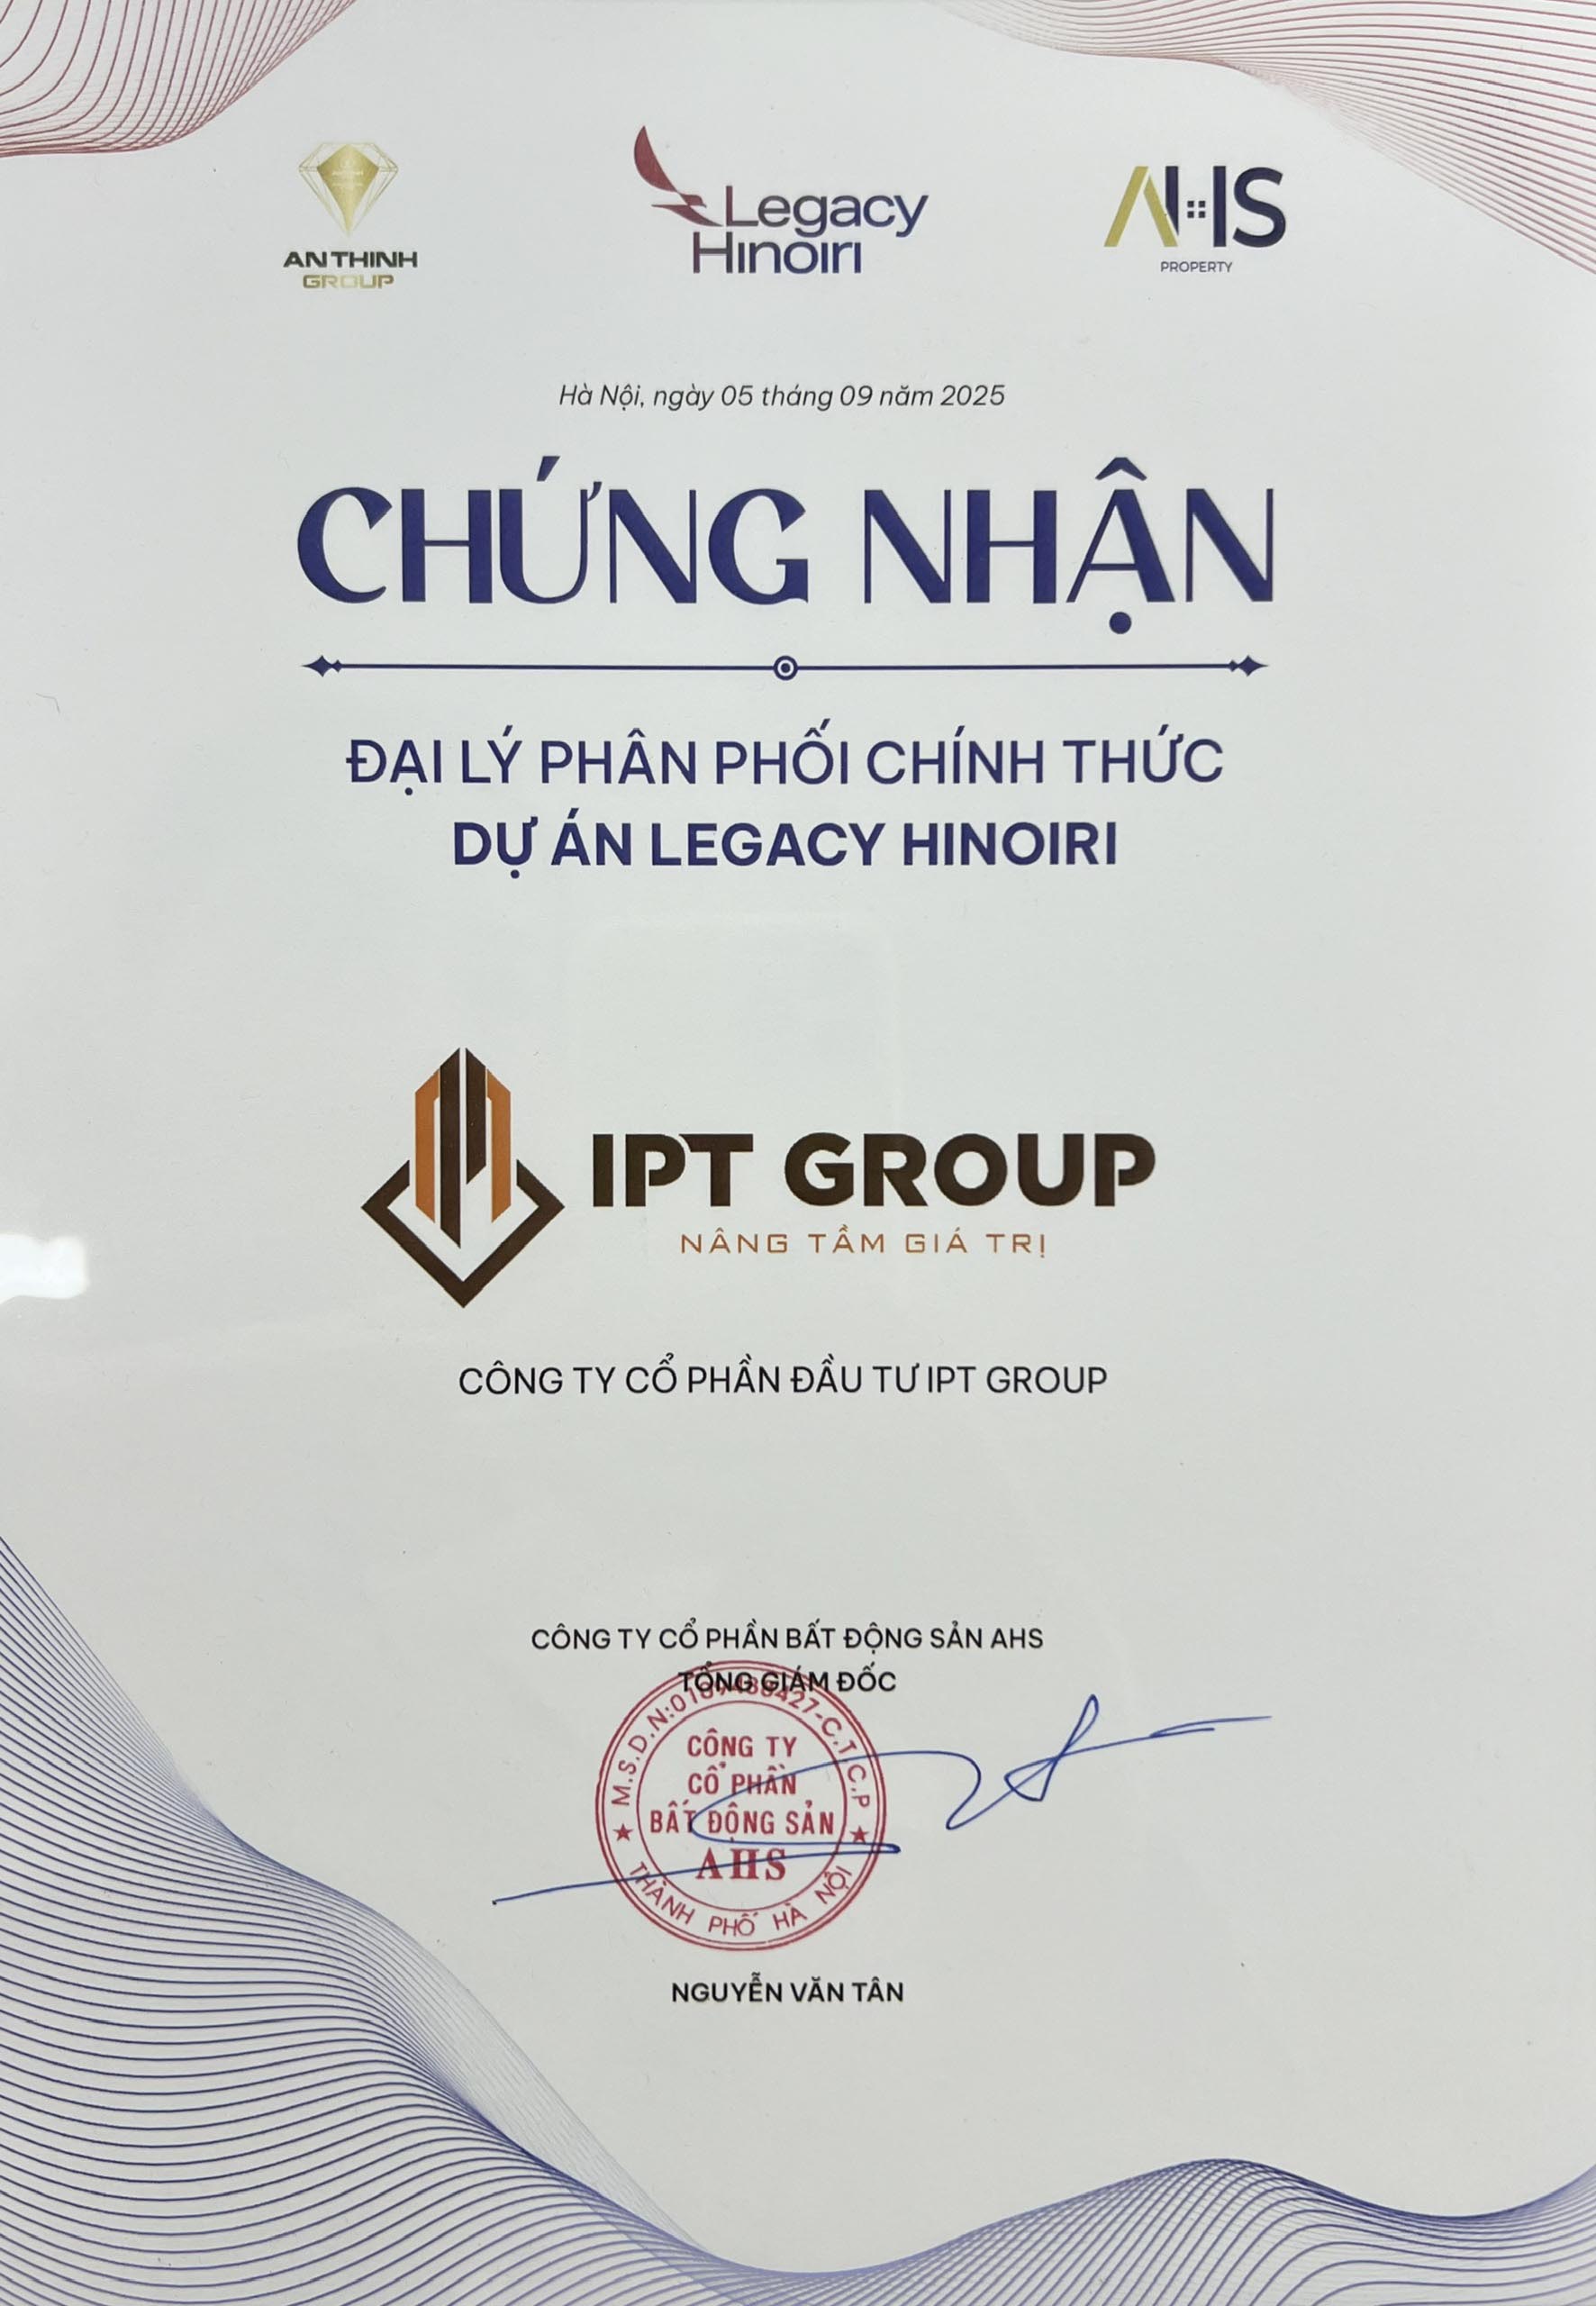 AN THINH
GROUP
Legacy
Hinoiri
AHS
PROPERTY
Hà Nội, ngày 05 tháng 09 năm 2025
CHỨNG NHẬN
ĐẠI LÝ PHÂN PHỐI CHÍNH THỨC
DỰ ÁN LEGACY HINOIRI
IPT GROUP
NÂNG TẦM GIÁ TRỊ
CÔNG TY CỔ PHẦN ĐẦU TƯ IPT GROUP
CÔNG TY CỔ PHẦN BẤT ĐỘNG SẢN AHS
TỔNG GIÁM ĐỐC
CÔNG TY
CỔ PHẦN
BẤT ĐỘNG SẢN
AHS
THÀNH PHỐ HÀ NỘI
NGUYỄN VĂN TÂN